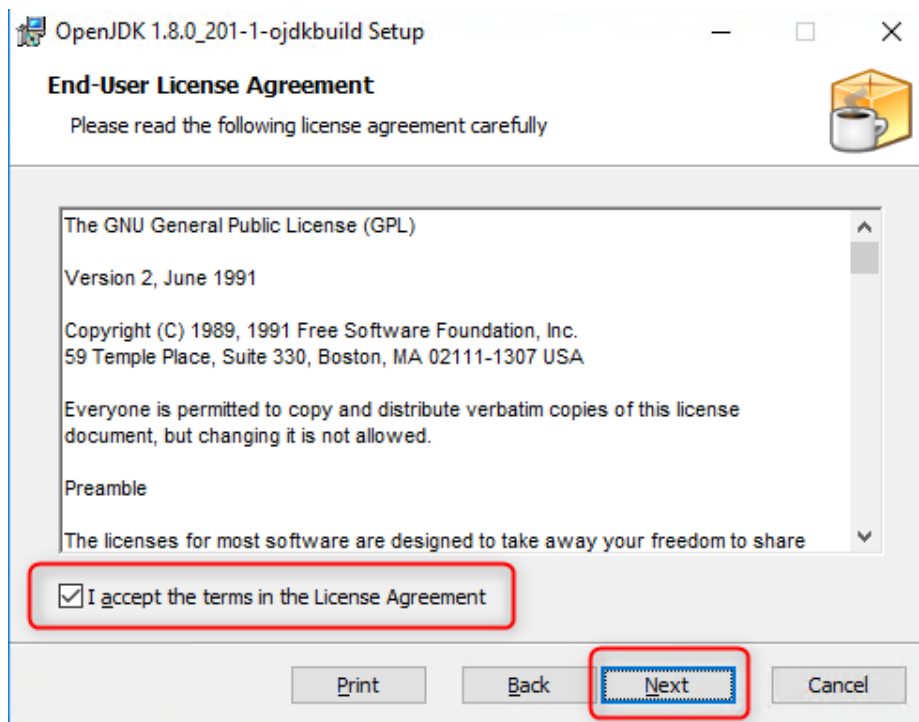 OpenJDK 1.8.0_201-1-ojdkbuild Setup
End-User License Agreement
Please read the following license agreement carefully
The GNU General Public License (GPL)
Version 2, June 1991
Copyright (C) 1989, 1991 Free Software Foundation, Inc.
59 Temple Place, Suite 330, Boston, MA 02111-1307 USA
Everyone is permitted to copy and distribute verbatim copies of this license
document, but changing it is not allowed.
Preamble
The licenses for most software are designed to take away your freedom to share
I accept the terms in the License Agreement
Print Back Next Cancel